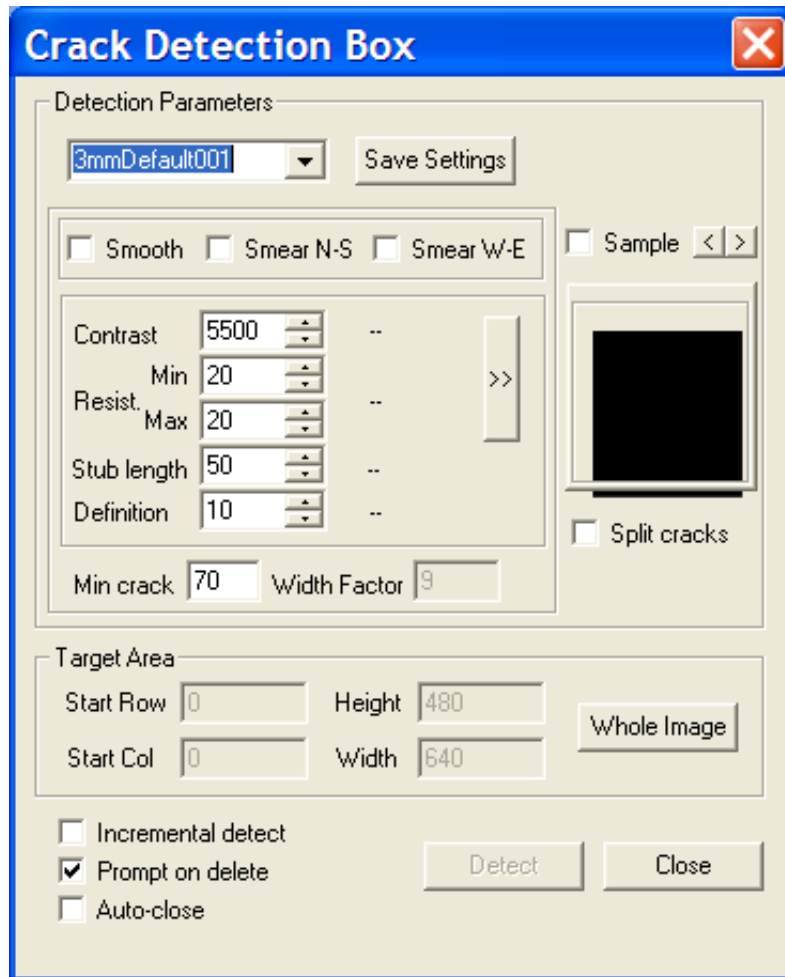 Crack Detection Box
Detection Parameters
3mmDefault001 Save Settings
Smooth Smear N-S Smear W-E Sample < >
Contrast 5500 --
Min 20
Resist. --
Max 20
>>
Stub length 50 --
Definition 10 --
Split cracks
Min crack 70 Width Factor 9
Target Area
Start Row 0 Height 480
Whole Image
Start Col 0 Width 640
Incremental detect
Prompt on delete
Detect Close
Auto-close